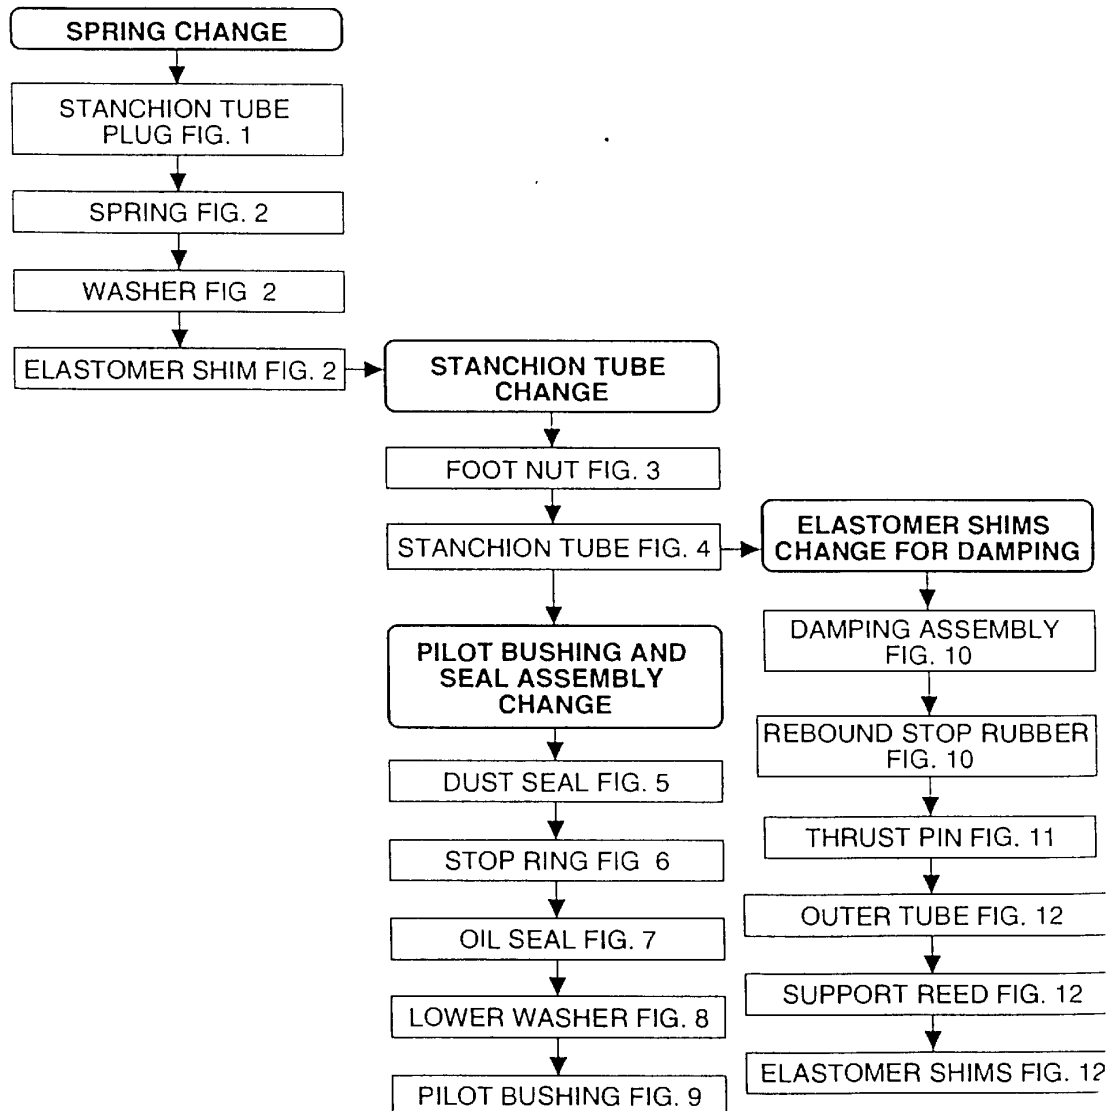 SPRING CHANGE
STANCHION TUBE
PLUG FIG. 1
SPRING FIG. 2
WASHER FIG 2
ELASTOMER SHIM FIG. 2
STANCHION TUBE
CHANGE
FOOT NUT FIG. 3
STANCHION TUBE FIG. 4
PILOT BUSHING AND
SEAL ASSEMBLY
CHANGE
DUST SEAL FIG. 5
STOP RING FIG 6
OIL SEAL FIG. 7
LOWER WASHER FIG. 8
PILOT BUSHING FIG. 9
ELASTOMER SHIMS
CHANGE FOR DAMPING
DAMPING ASSEMBLY
FIG. 10
REBOUND STOP RUBBER
FIG. 10
THRUST PIN FIG. 11
OUTER TUBE FIG. 12
SUPPORT REED FIG. 12
ELASTOMER SHIMS FIG. 12